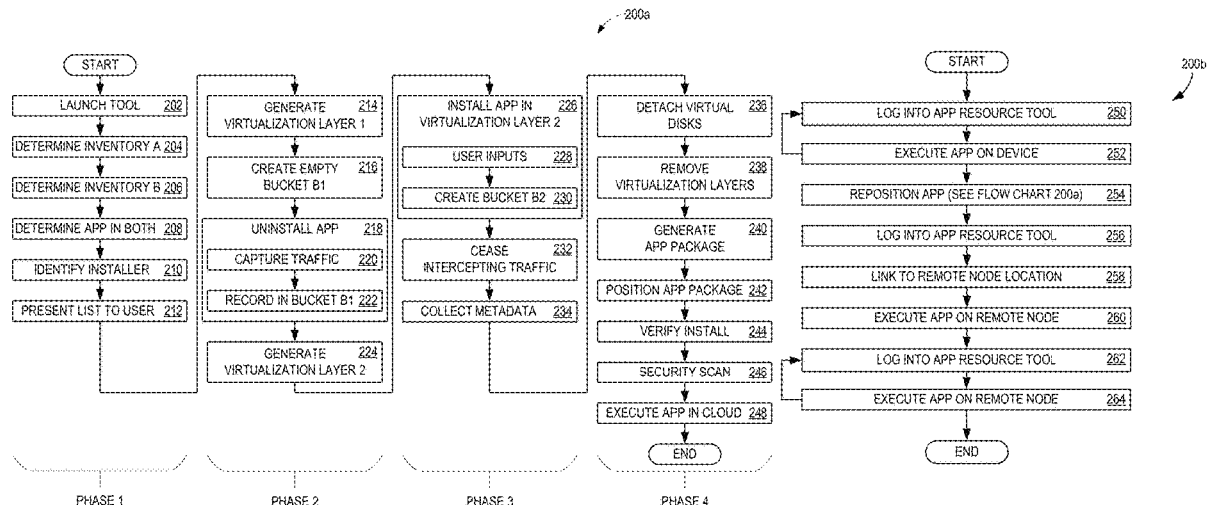 200a
START
LAUNCH TOOL 202
DETERMINE INVENTORY A 204
DETERMINE INVENTORY B 206
DETERMINE APP IN BOTH 208
IDENTIFY INSTALLER 210
PRESENT LIST TO USER 212
PHASE 1
GENERATE 214
VIRTUALIZATION LAYER 1
CREATE EMPTY 216
BUCKET B1
UNINSTALL APP 218
CAPTURE TRAFFIC 220
RECORD IN BUCKET B1 222
GENERATE 224
VIRTUALIZATION LAYER 2
PHASE 2
INSTALL APP IN 226
VIRTUALIZATION LAYER 2
USER INPUTS 228
CREATE BUCKET B2 230
CEASE 232
INTERCEPTING TRAFFIC
COLLECT METADATA 234
PHASE 3
DETACH VIRTUAL 236
DISKS
REMOVE 238
VIRTUALIZATION LAYERS
GENERATE 240
APP PACKAGE
POSITION APP PACKAGE 242
VERIFY INSTALL 244
SECURITY SCAN 246
EXECUTE APP IN CLOUD 248
END
PHASE 4
200b
START
LOG INTO APP RESOURCE TOOL 250
EXECUTE APP ON DEVICE 252
REPOSITION APP (SEE FLOW CHART 200a) 254
LOG INTO APP RESOURCE TOOL 256
LINK TO REMOTE NODE LOCATION 258
EXECUTE APP ON REMOTE NODE 260
LOG INTO APP RESOURCE TOOL 262
EXECUTE APP ON REMOTE NODE 264
END